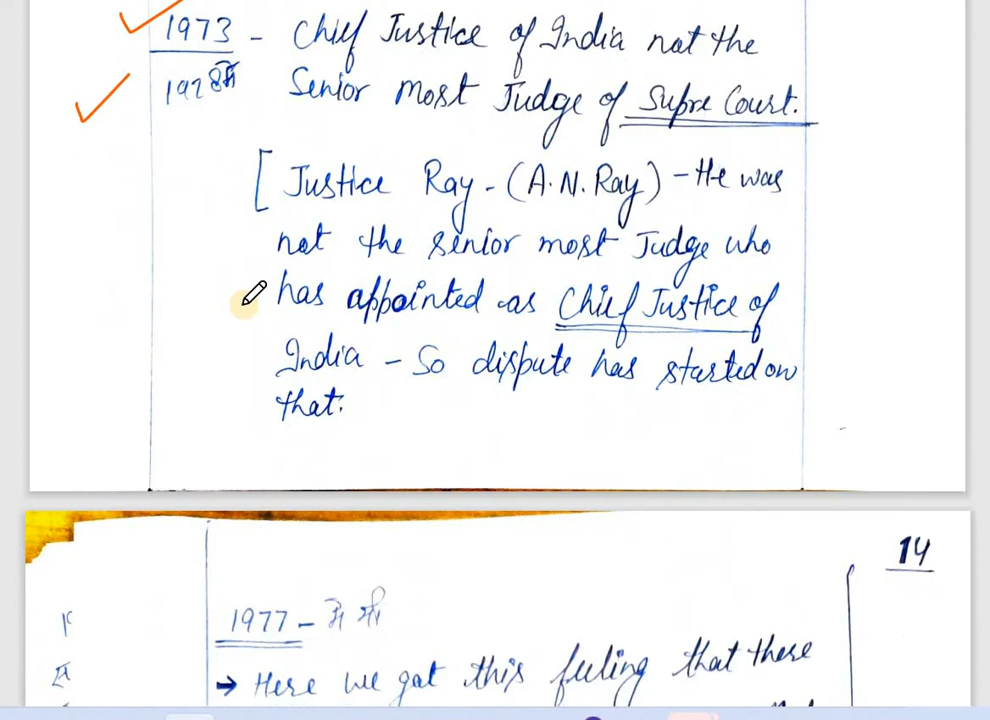 1973 - Chief Justice of India not the
Senior most Judge of Supre Court.
[ Justice Ray - (A.N. Ray) - He was
not the senior most Judge who
has appointed as Chief Justice of
India - So dispute has started on
that.
14
1977 - में भी
→ Here we got this feeling that there